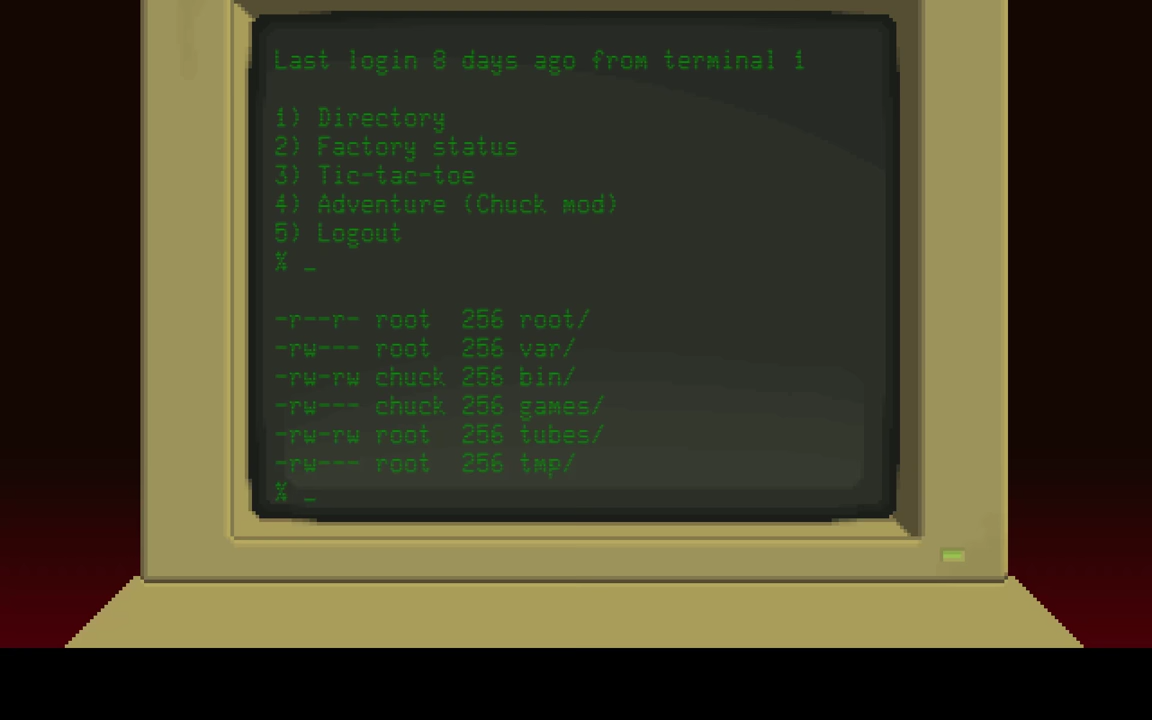 Last login 8 days ago from terminal 1
1) Directory
2) Factory status
3) Tic-tac-toe
4) Adventure (Chuck mod)
5) Logout
% _
-r--r- root  256 root/
-rw--- root  256 var/
-rw-rw chuck 256 bin/
-rw--- chuck 256 games/
-rw-rw root  256 tubes/
-rw--- root  256 tmp/
% _